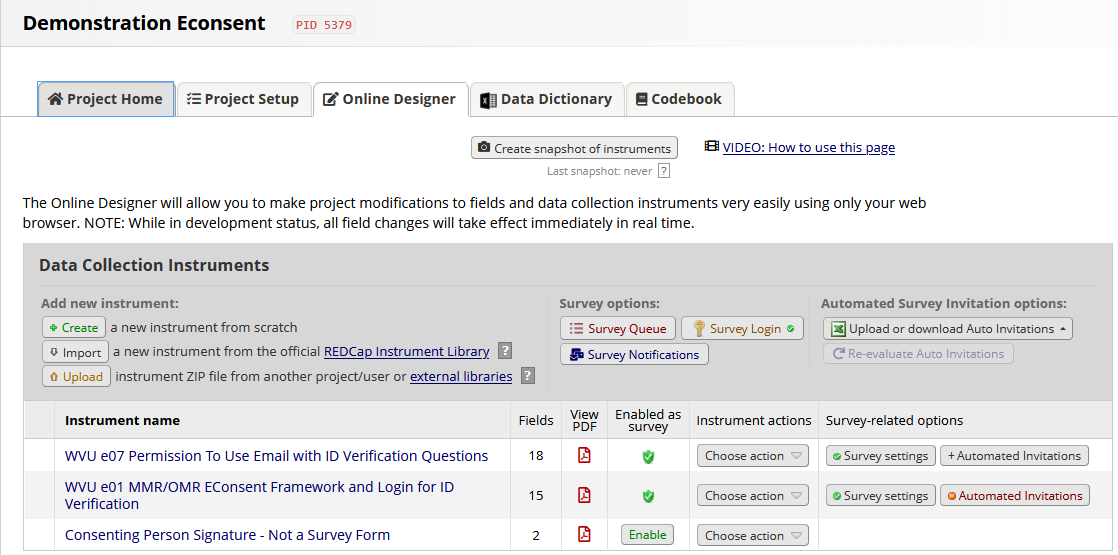 Demonstration Econsent PID 5379
Project Home Project Setup Online Designer Data Dictionary Codebook
Create snapshot of instruments VIDEO: How to use this page
Last snapshot: never ?
The Online Designer will allow you to make project modifications to fields and data collection instruments very easily using only your web
browser. NOTE: While in development status, all field changes will take effect immediately in real time.
Data Collection Instruments
Add new instrument:
Create a new instrument from scratch
Import a new instrument from the official REDCap Instrument Library ?
Upload instrument ZIP file from another project/user or external libraries ?
Survey options:
Survey Queue Survey Login
Survey Notifications
Automated Survey Invitation options:
Upload or download Auto Invitations
Re-evaluate Auto Invitations
Instrument name Fields View PDF Enabled as survey Instrument actions Survey-related options
WVU e07 Permission To Use Email with ID Verification Questions 18 Choose action Survey settings + Automated Invitations
WVU e01 MMR/OMR EConsent Framework and Login for ID
Verification 15 Choose action Survey settings Automated Invitations
Consenting Person Signature - Not a Survey Form 2 Enable Choose action